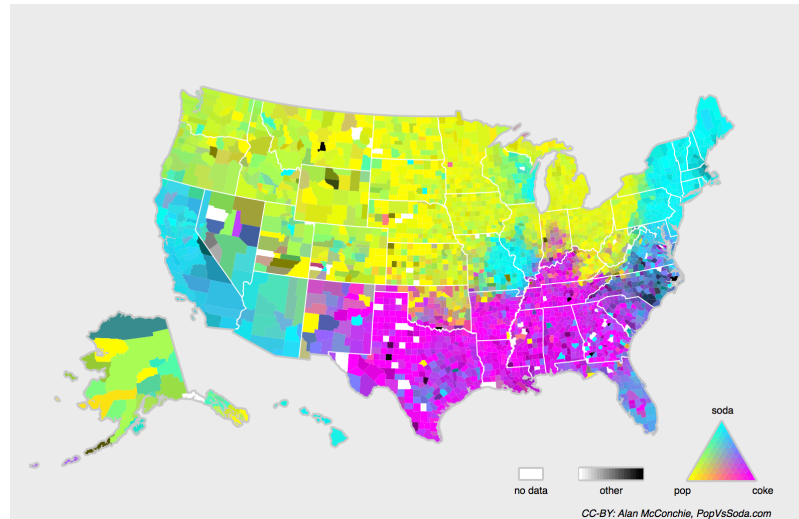 soda
no data
other
pop
coke
CC-BY: Alan McConchie, PopVsSoda.com